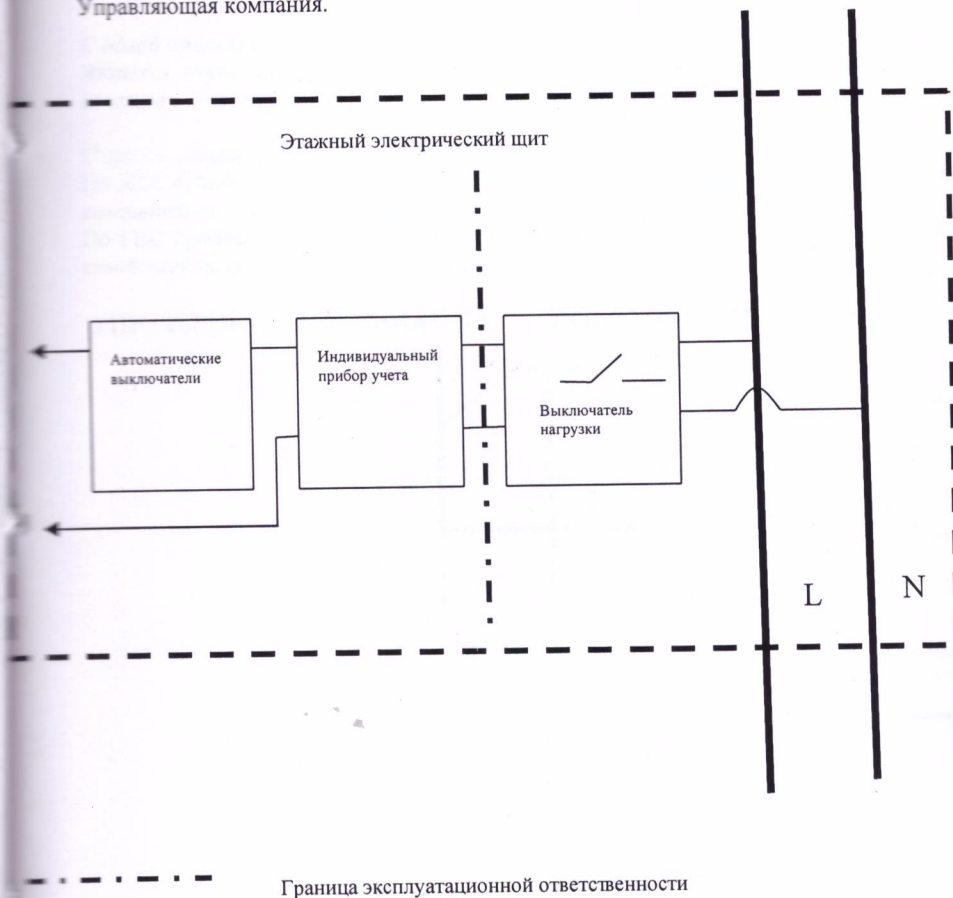 Управляющая компания.
Этажный электрический щит
Автоматические
выключатели
Индивидуальный
прибор учета
Выключатель
нагрузки
L
N
Граница эксплуатационной ответственности